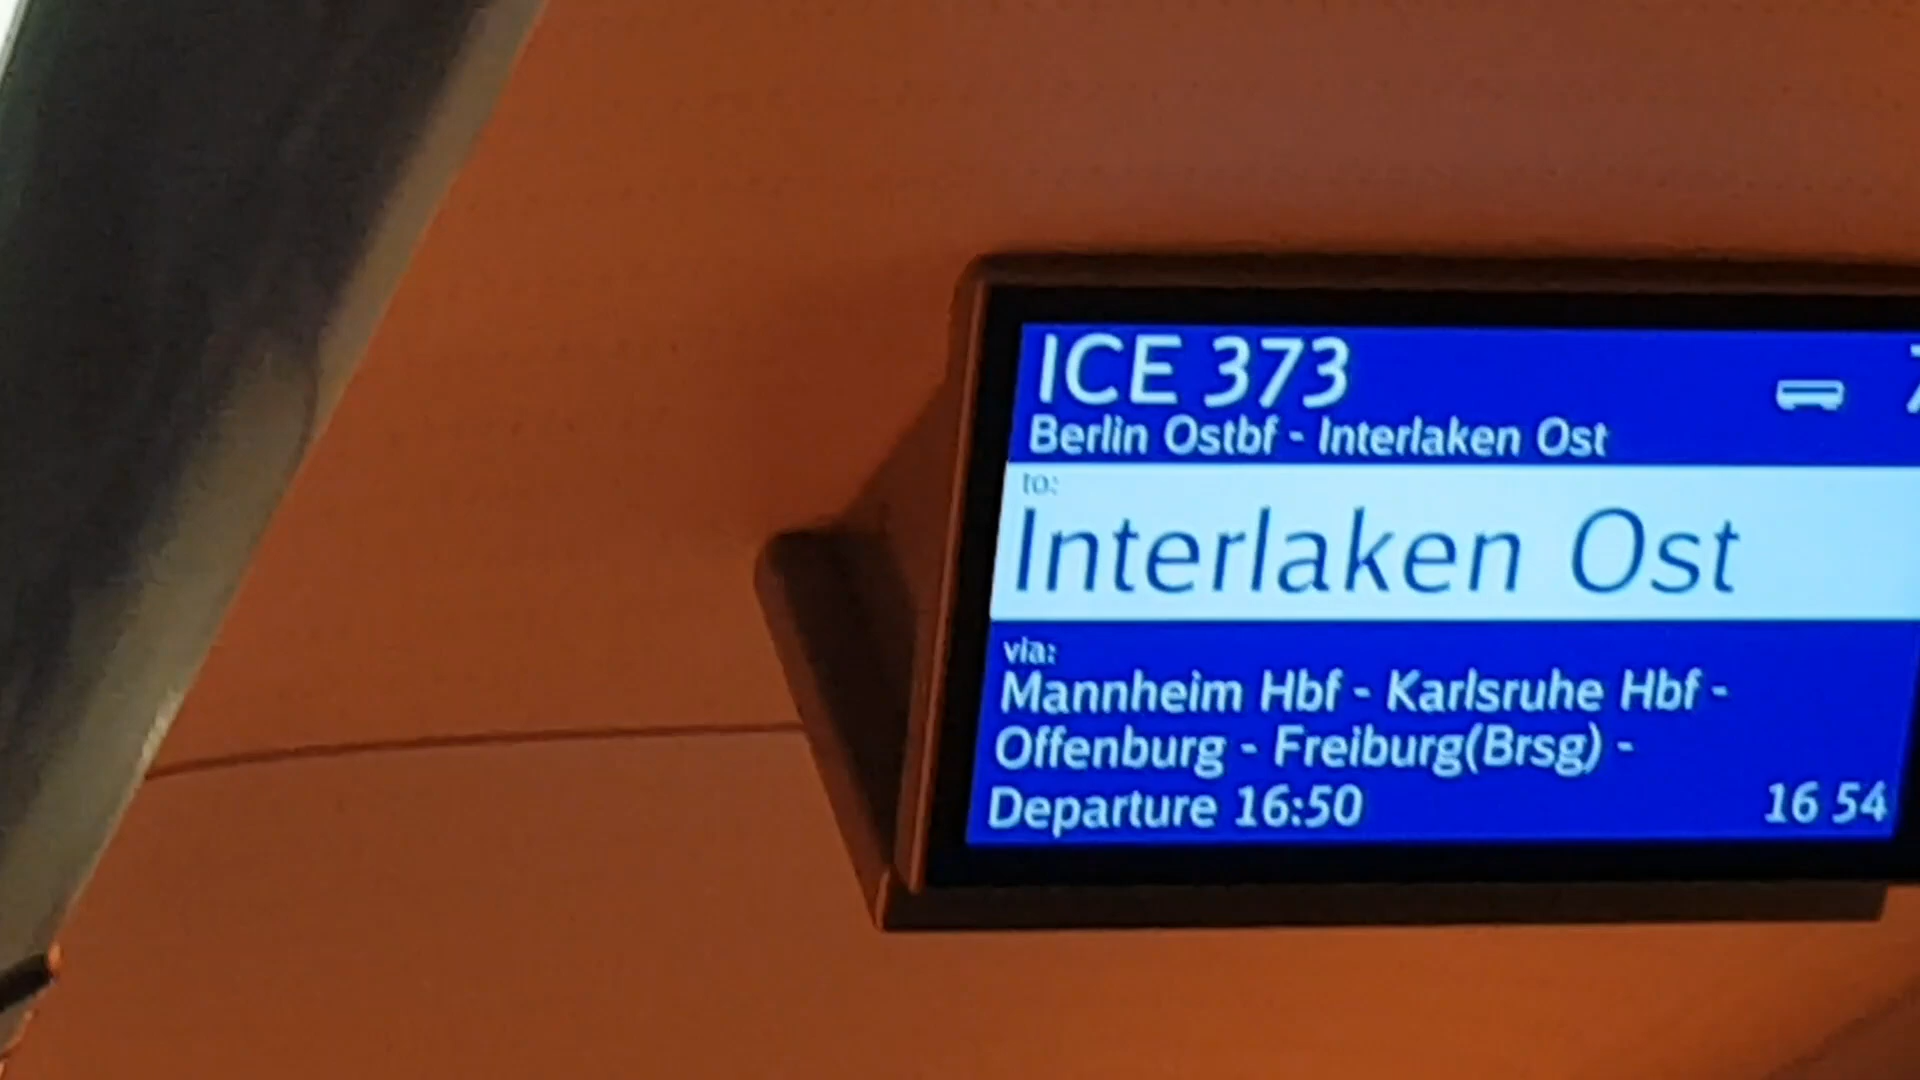 ICE 373 7
Berlin Ostbf - Interlaken Ost
to:
Interlaken Ost
via:
Mannheim Hbf - Karlsruhe Hbf -
Offenburg - Freiburg(Brsg) -
Departure 16:50 16 54